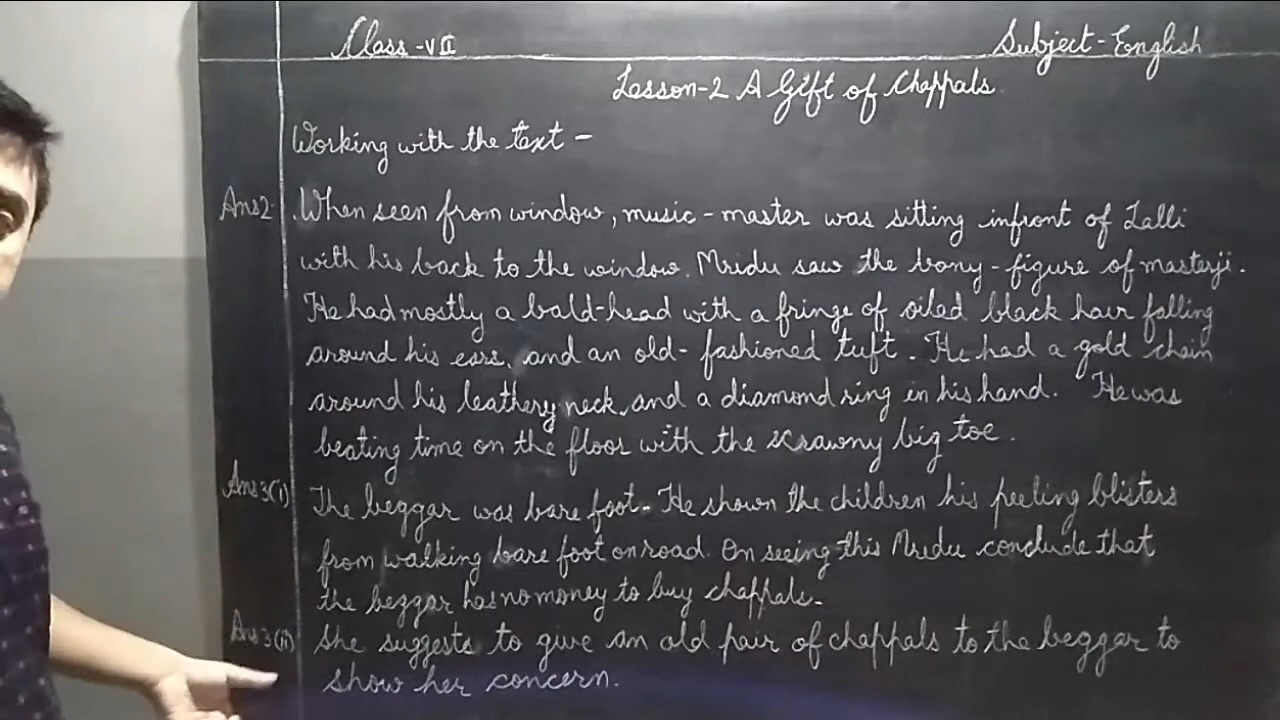 Class - VII
Subject - English
Lesson-2 A Gift of Chappals
Working with the text -
Ans2. When seen from window, music-master was sitting infront of Lalli
with his back to the window. Mridu saw the bony-figure of masterji.
He had mostly a bald-head with a fringe of oiled black hair falling
around his ears, and an old-fashioned tuft. He had a gold chain
around his leathery neck, and a diamond ring in his hand. He was
beating time on the floor with the scrawny big toe.
Ans 3(i) The beggar was bare foot. He shown the children his peeling blisters
from walking bare foot on road. On seeing this Mridu conclude that
the beggar has no money to buy chappals.
Ans 3(ii) She suggests to give an old pair of chappals to the beggar to
show her concern.